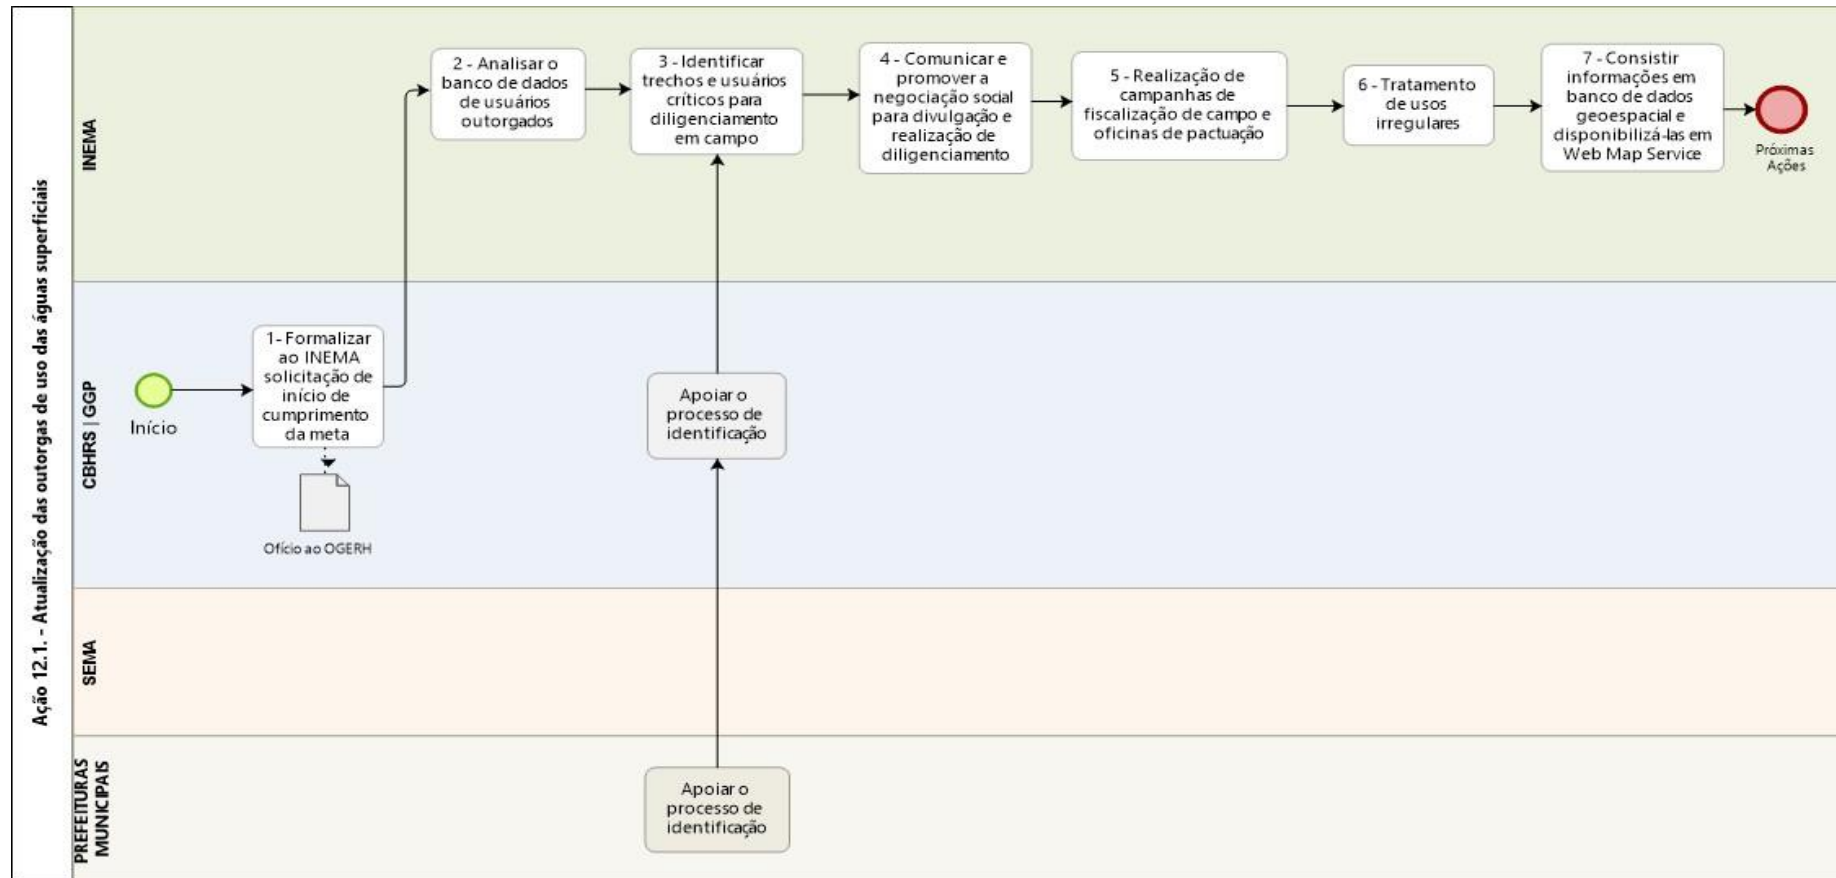 Ação 12.1. - Atualização das outorgas de uso das águas superficiais
INEMA
2 - Analisar o
banco de dados
de usuários
outorgados
3 - Identificar
trechos e usuários
críticos para
diligenciamento
em campo
4 - Comunicar e
promover a
negociação social
para divulgação e
realização de
diligenciamento
5 - Realização de
campanhas de
fiscalização de campo e
oficinas de pactuação
6 - Tratamento
de usos
irregulares
7 - Consistir
informações em
banco de dados
geoespacial e
disponibilizá-las em
Web Map Service
Próximas
Ações
CBHRS | GGP
Início
1- Formalizar
ao INEMA
solicitação de
início de
cumprimento
da meta
Ofício ao OGERH
Apoiar o
processo de
identificação
SEMA
PREFEITURAS
MUNICIPAIS
Apoiar o
processo de
identificação